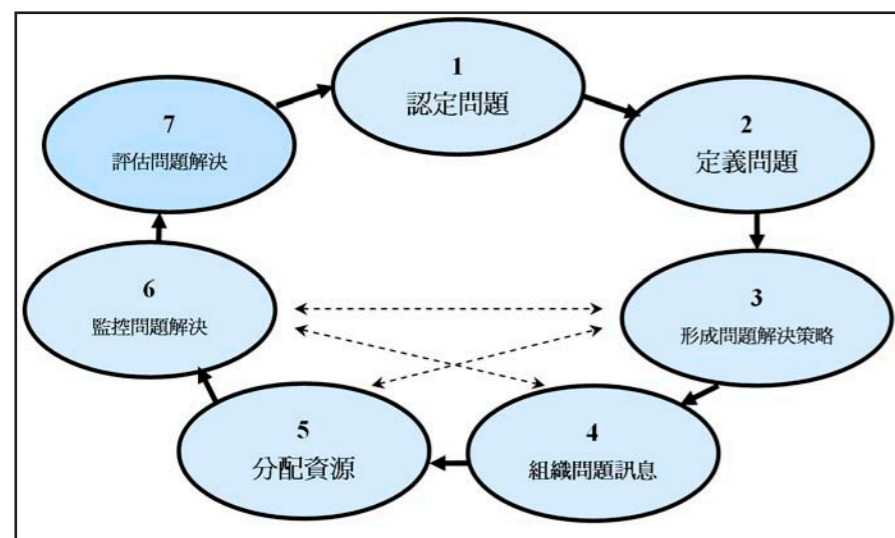 1
認定問題
2
定義問題
3
形成問題解決策略
4
組織問題訊息
5
分配資源
6
監控問題解決
7
評估問題解決